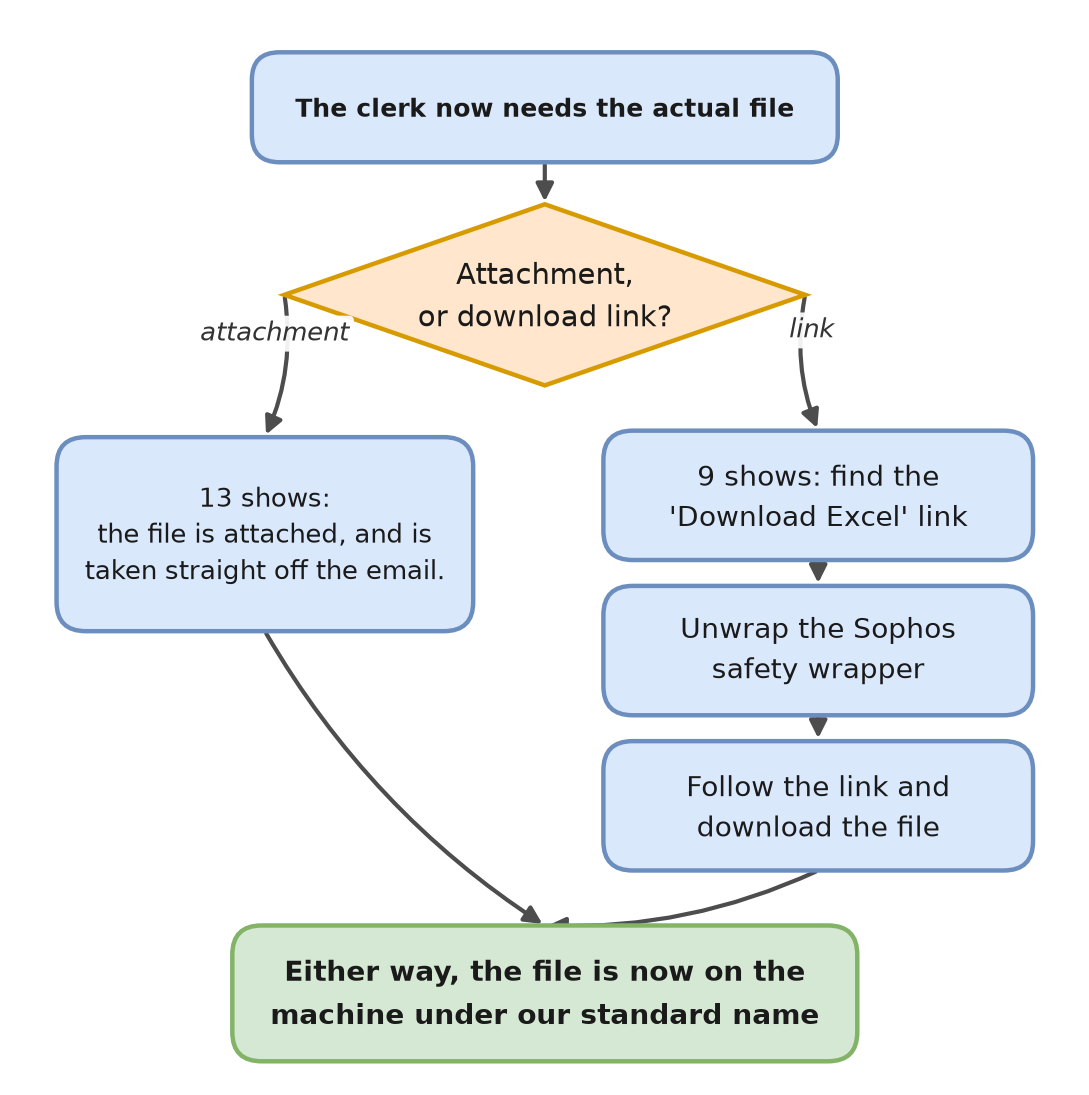 The clerk now needs the actual file
Attachment,
or download link?
attachment
link
13 shows:
the file is attached, and is
taken straight off the email.
9 shows: find the
'Download Excel' link
Unwrap the Sophos
safety wrapper
Follow the link and
download the file
Either way, the file is now on the
machine under our standard name